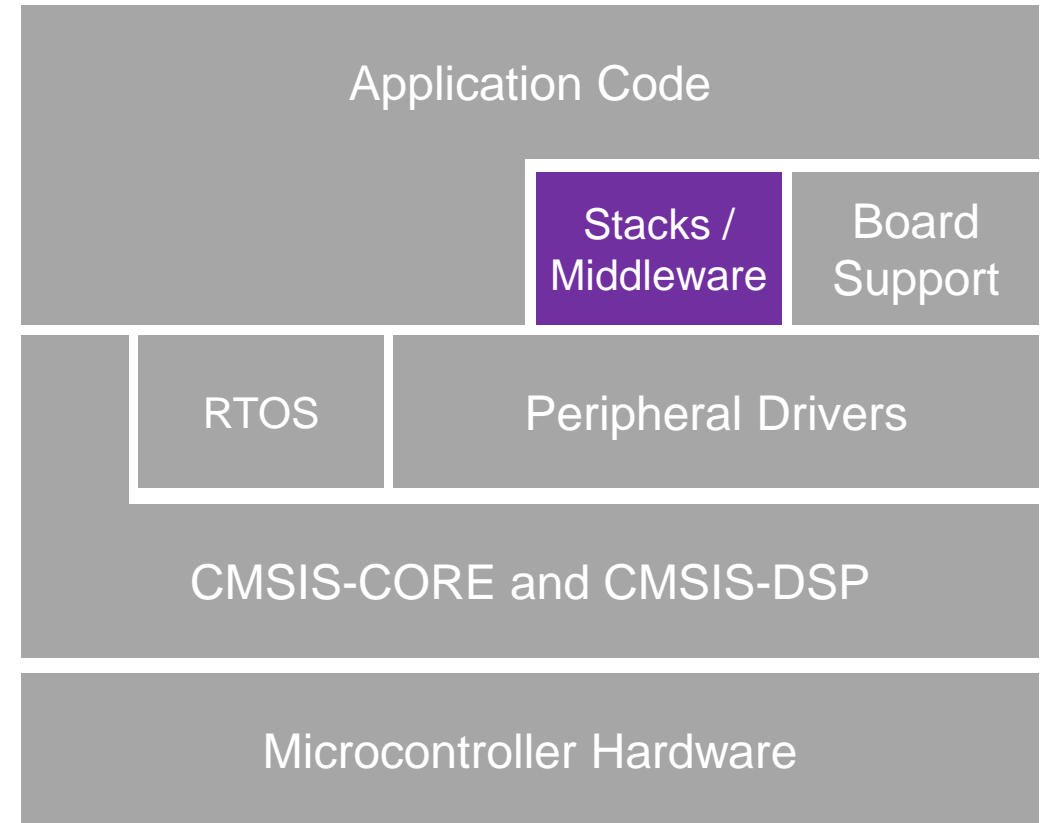 Application Code
Stacks /
Middleware
Board
Support
RTOS
Peripheral Drivers
CMSIS-CORE and CMSIS-DSP
Microcontroller Hardware